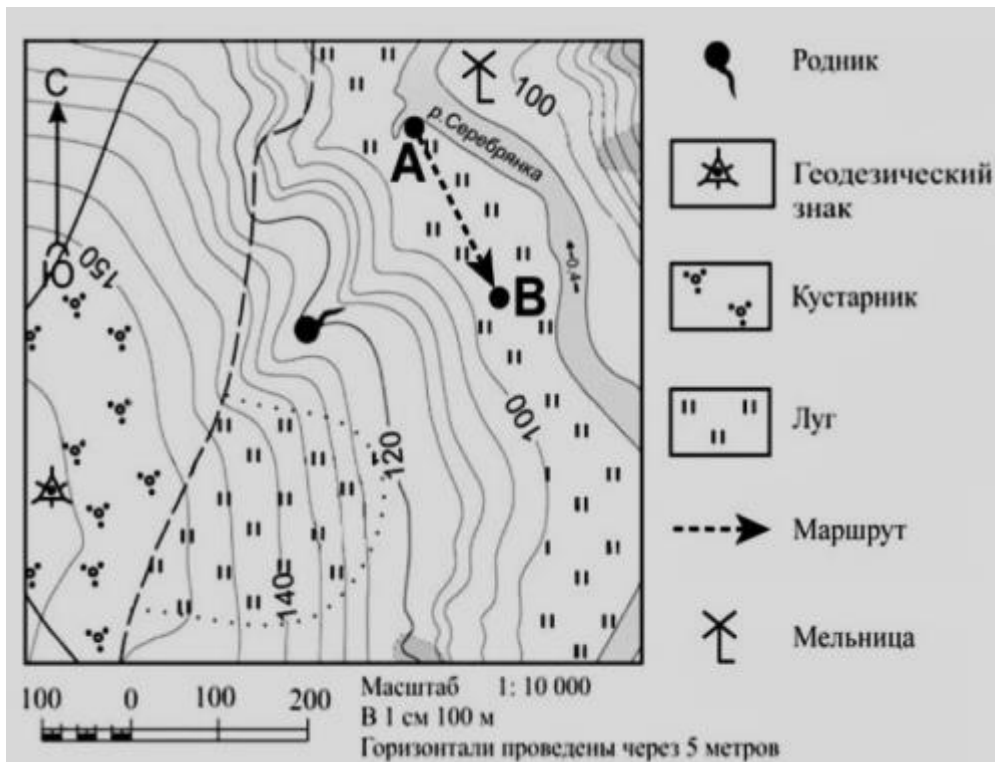 С
Ю
150
А
В
р. Серебрянка
0.4
100
100
120
140
Родник
Геодезический
знак
Кустарник
Луг
Маршрут
Мельница
100 0 100 200
Масштаб 1: 10 000
В 1 см 100 м
Горизонтали проведены через 5 метров